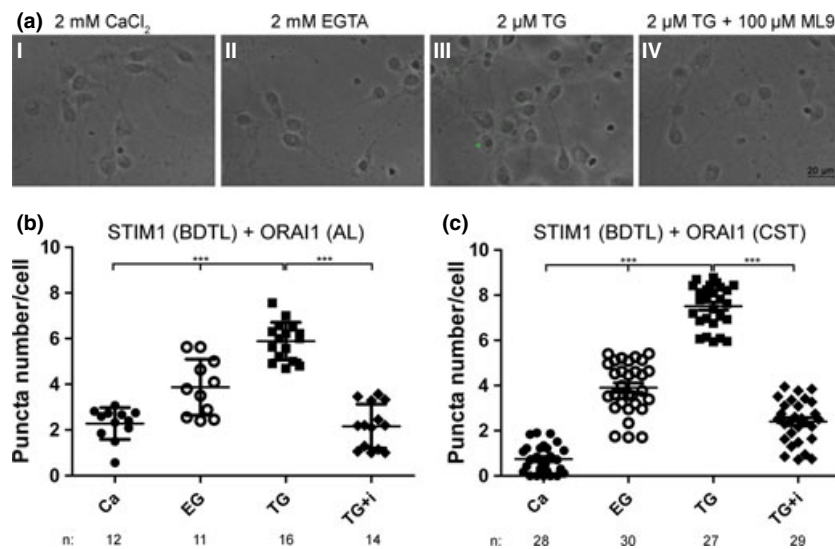 (a) 2 mM CaCl₂ 2 mM EGTA 2 µM TG 2 µM TG + 100 µM ML9
I II III IV
20 µm
(b) (c)
STIM1 (BDTL) + ORAI1 (AL)
Puncta number/cell
10
8
6
4
2
0
*** ***
Ca EG TG TG+i
n: 12 11 16 14
STIM1 (BDTL) + ORAI1 (CST)
Puncta number/cell
10
8
6
4
2
0
*** ***
Ca EG TG TG+i
n: 28 30 27 29